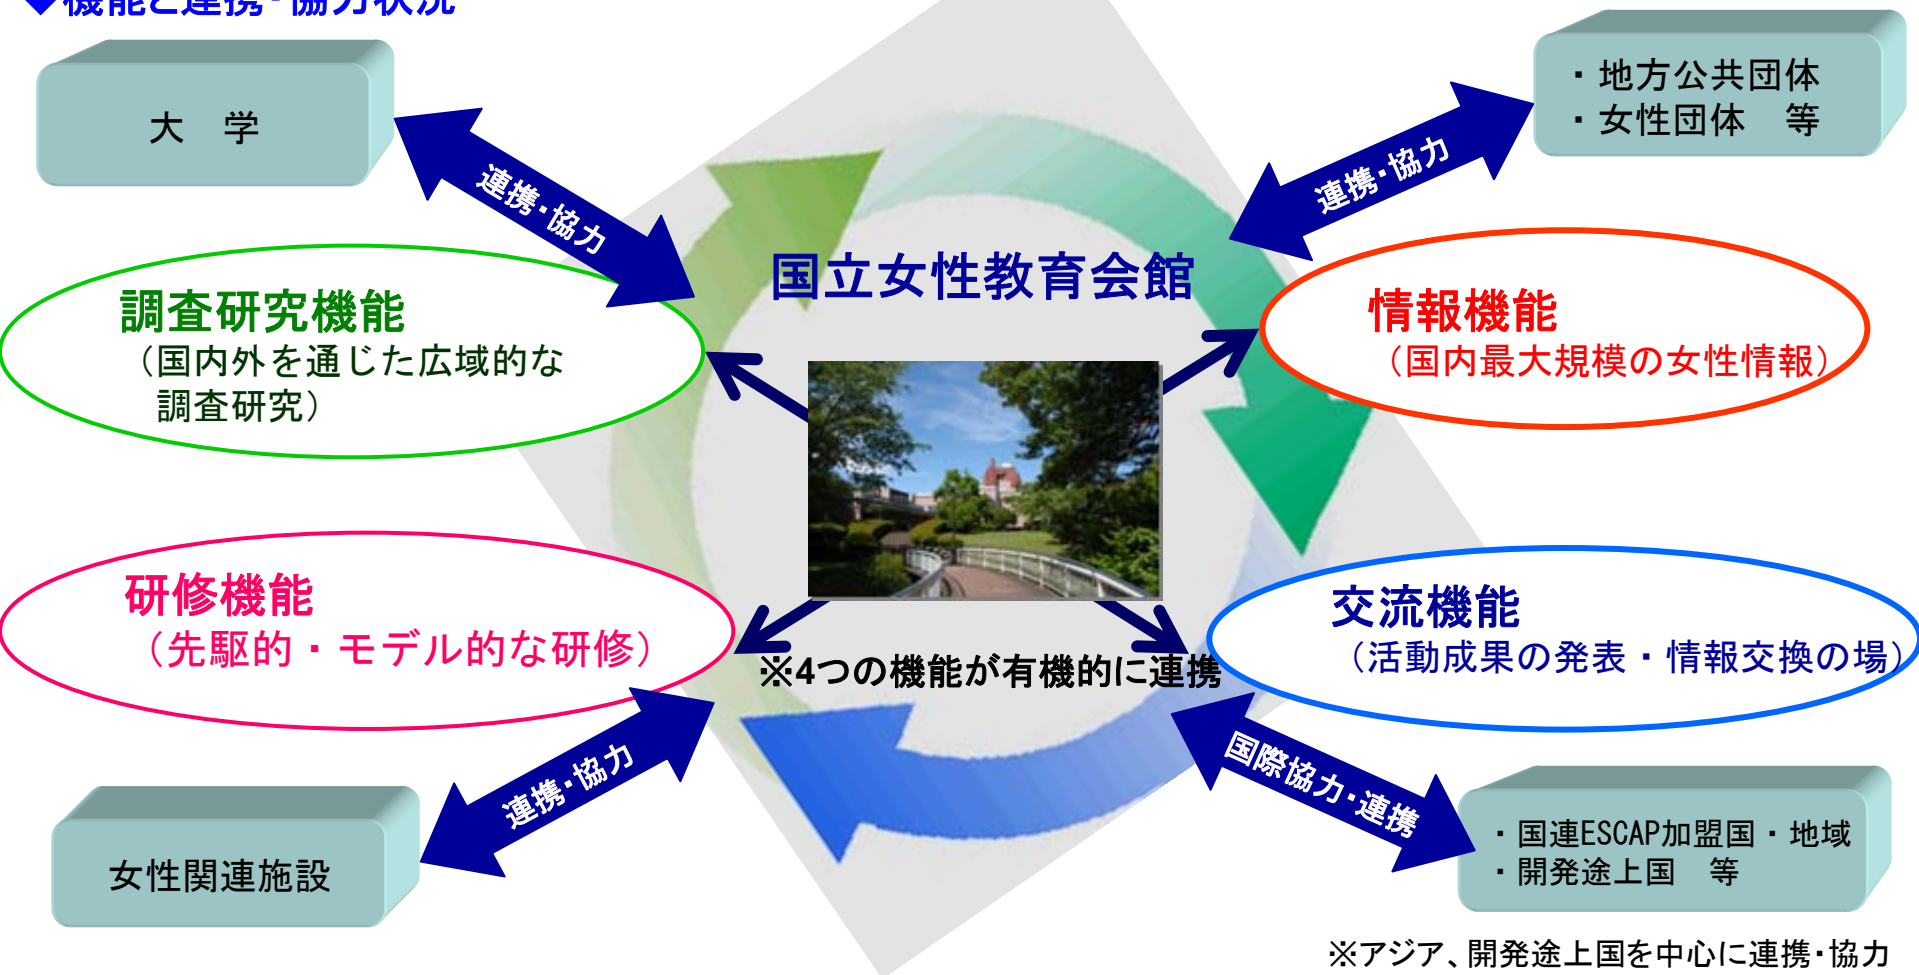 ◆機能と連携・協力状況
大　学
・地方公共団体
・女性団体　等
連携・協力
連携・協力
国立女性教育会館
調査研究機能
（国内外を通じた広域的な
調査研究）
情報機能
（国内最大規模の女性情報）
研修機能
（先駆的・モデル的な研修）
交流機能
（活動成果の発表・情報交換の場）
※4つの機能が有機的に連携
連携・協力
国際協力・連携
女性関連施設
・国連ESCAP加盟国・地域
・開発途上国　等
※アジア、開発途上国を中心に連携・協力